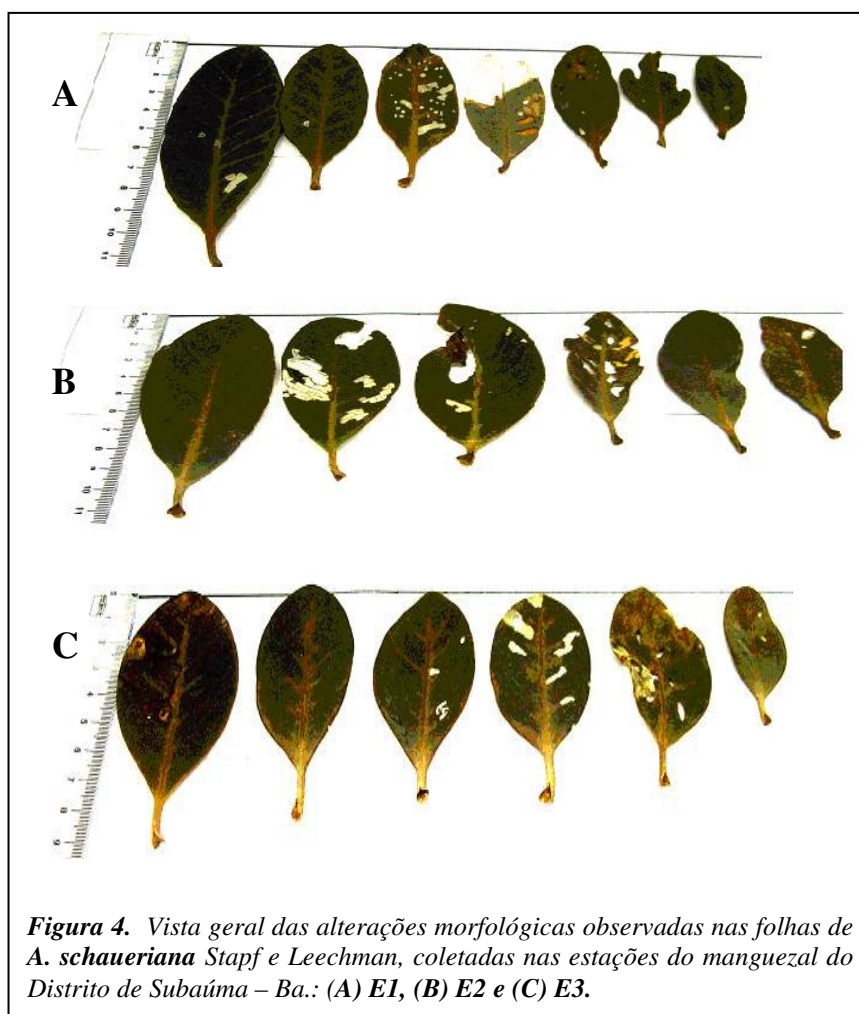 A
B
C
Figura 4. Vista geral das alterações morfológicas observadas nas folhas de
A. schaueriana Stapf e Leechman, coletadas nas estações do manguezal do
Distrito de Subaúma – Ba.: (A) E1, (B) E2 e (C) E3.